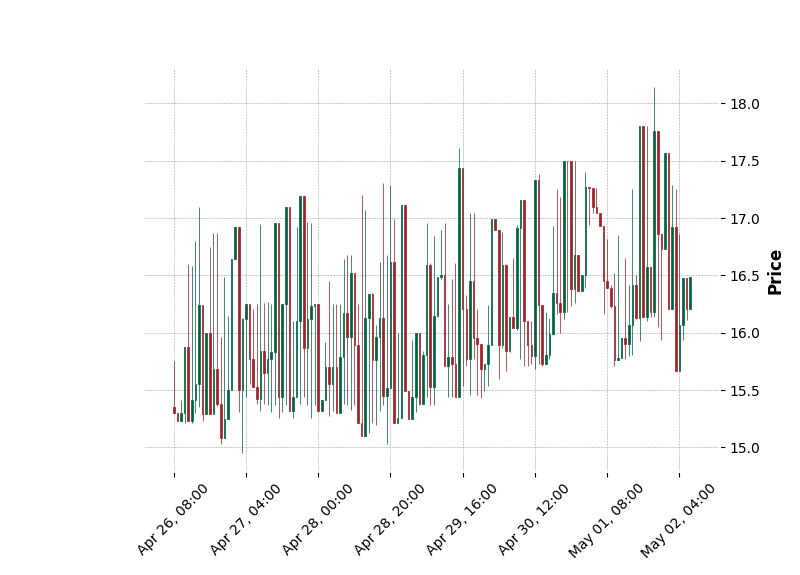 18.0
17.5
17.0
16.5
16.0
15.5
15.0
Price
Apr 26, 08:00
Apr 27, 04:00
Apr 28, 00:00
Apr 28, 20:00
Apr 29, 16:00
Apr 30, 12:00
May 01, 08:00
May 02, 04:00